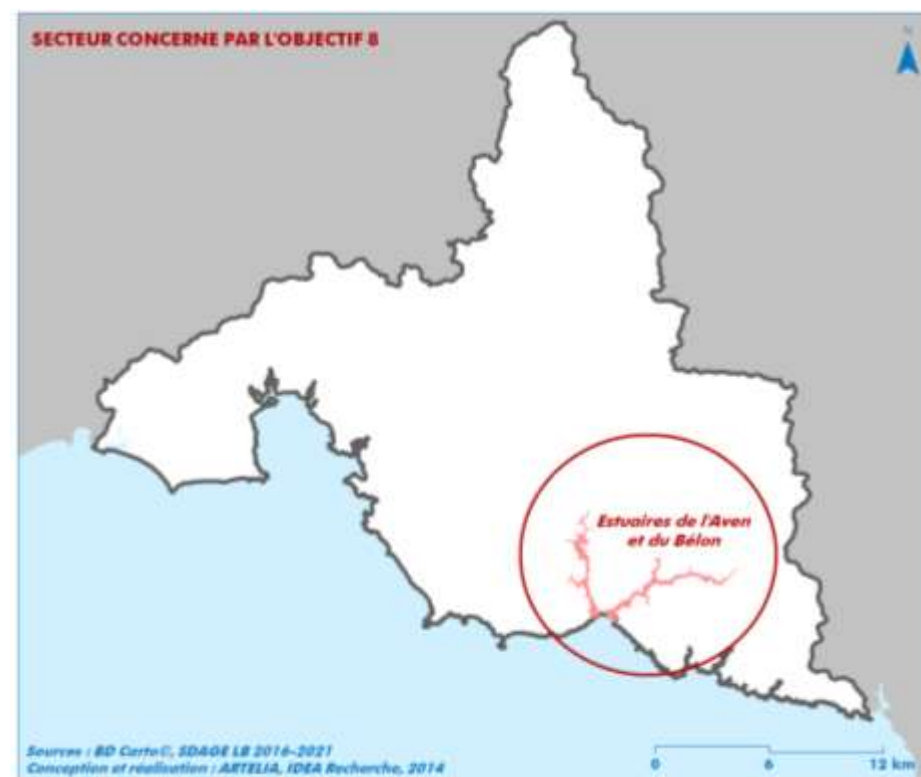 SECTEUR CONCERNE PAR L'OBJECTIF 8
N
Estuaires de l'Aven
et du Bélon
Sources : BD Carto©, SDAGE LB 2016-2021
Conception et réalisation : ARTELIA, IDEA Recherche, 2014
0 6 12 km